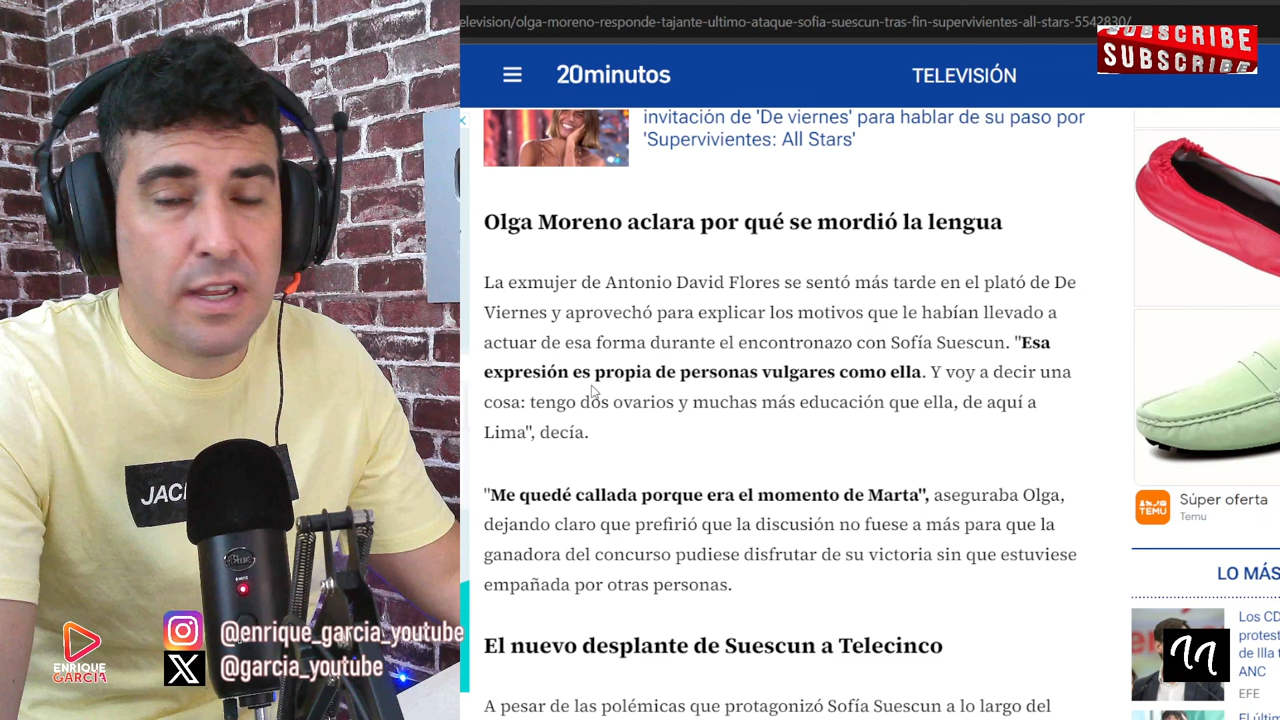 elevision/olga-moreno-responde-tajante-ultimo-ataque-sofia-suescun-tras-fin-supervivientes-all-stars-5542830/
SUBSCRIBE
SUBSCRIBE
20minutos
TELEVISIÓN
invitación de 'De viernes' para hablar de su paso por
'Supervivientes: All Stars'
Olga Moreno aclara por qué se mordió la lengua
La exmujer de Antonio David Flores se sentó más tarde en el plató de De
Viernes y aprovechó para explicar los motivos que le habían llevado a
actuar de esa forma durante el encontronazo con Sofía Suescun. "Esa
expresión es propia de personas vulgares como ella. Y voy a decir una
cosa: tengo dos ovarios y muchas más educación que ella, de aquí a
Lima", decía.
"Me quedé callada porque era el momento de Marta", aseguraba Olga,
dejando claro que prefirió que la discusión no fuese a más para que la
ganadora del concurso pudiese disfrutar de su victoria sin que estuviese
empañada por otras personas.
El nuevo desplante de Suescun a Telecinco
A pesar de las polémicas que protagonizó Sofía Suescun a lo largo del
Súper oferta
Temu
TEMU
LO MÁS
Los CD
protest
de Illa t
ANC
EFE
El últim
JACK
Blue
MUTE
ENRIQUE
GARCÍA
@enrique_garcia_youtube
@garcia_youtube